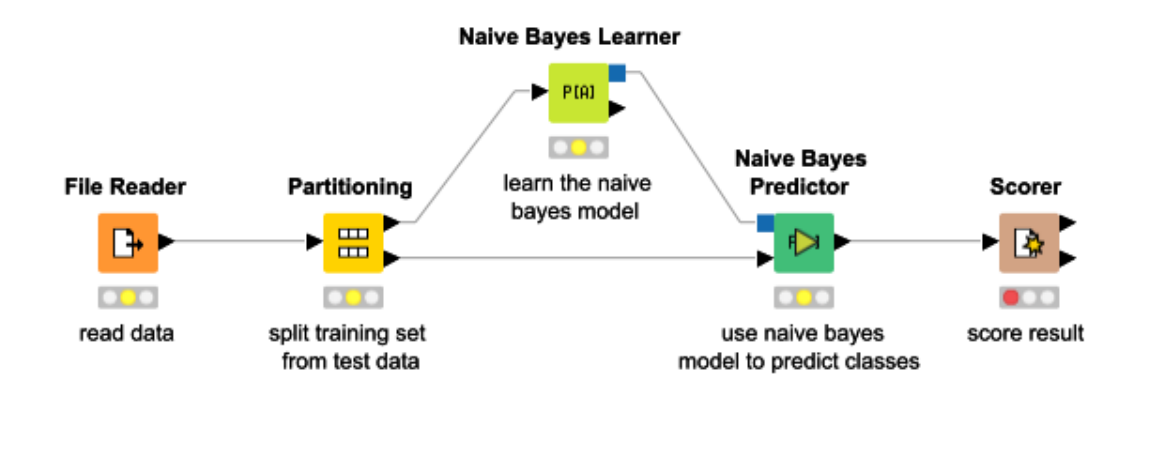 Naive Bayes Learner
P[A]
learn the naive
bayes model
File Reader
read data
Partitioning
split training set
from test data
Naive Bayes
Predictor
use naive bayes
model to predict classes
Scorer
score result